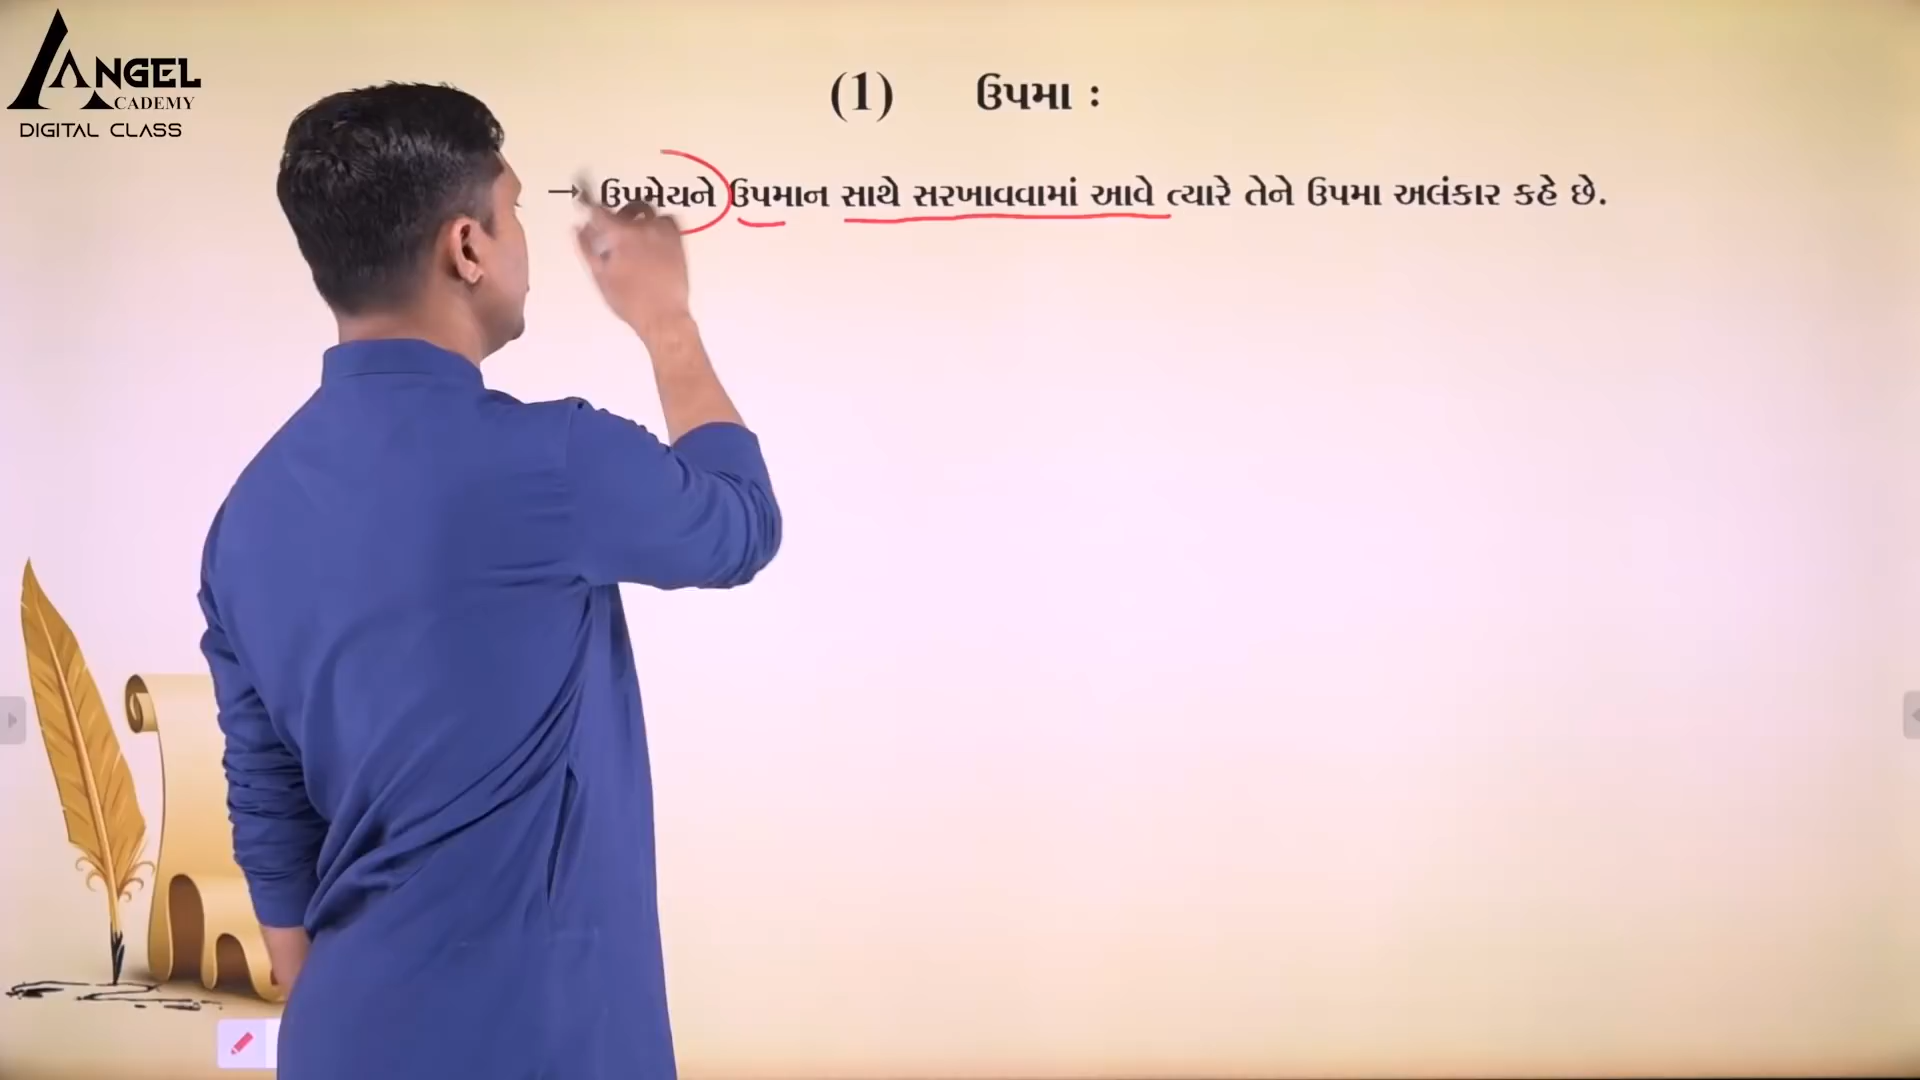 ANGEL
ACADEMY
DIGITAL CLASS
(1) ઉપમા :
→ ઉપમેયને ઉપમાન સાથે સરખાવવામાં આવે ત્યારે તેને ઉપમા અલંકાર કહે છે.